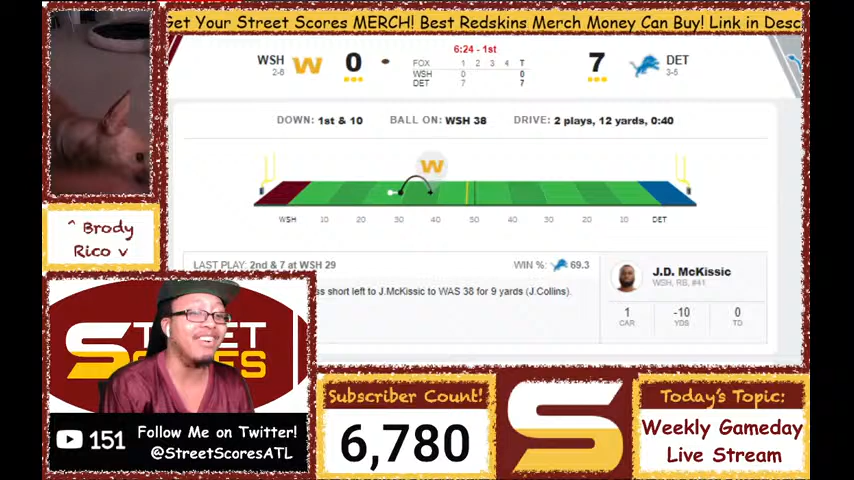 Get Your Street Scores MERCH! Best Redskins Merch Money Can Buy! Link in Desc
WSH
2-6
0
6:24 - 1st
FOX 1 2 3 4 T
WSH 0 0
DET 7 7
7
DET
3-5
DOWN: 1st & 10 BALL ON: WSH 38 DRIVE: 2 plays, 12 yards, 0:40
WSH 10 20 30 40 50 40 30 20 10 DET
^ Brody
Rico v
LAST PLAY: 2nd & 7 at WSH 29
WIN %: 69.3
ss short left to J.McKissic to WAS 38 for 9 yards (J.Collins).
J.D. McKissic
WSH, RB, #41
1 -10 0
CAR YDS TD
STREET
SCORES
151
Follow Me on Twitter!
@StreetScoresATL
Subscriber Count!
6,780
Today's Topic:
Weekly Gameday
Live Stream